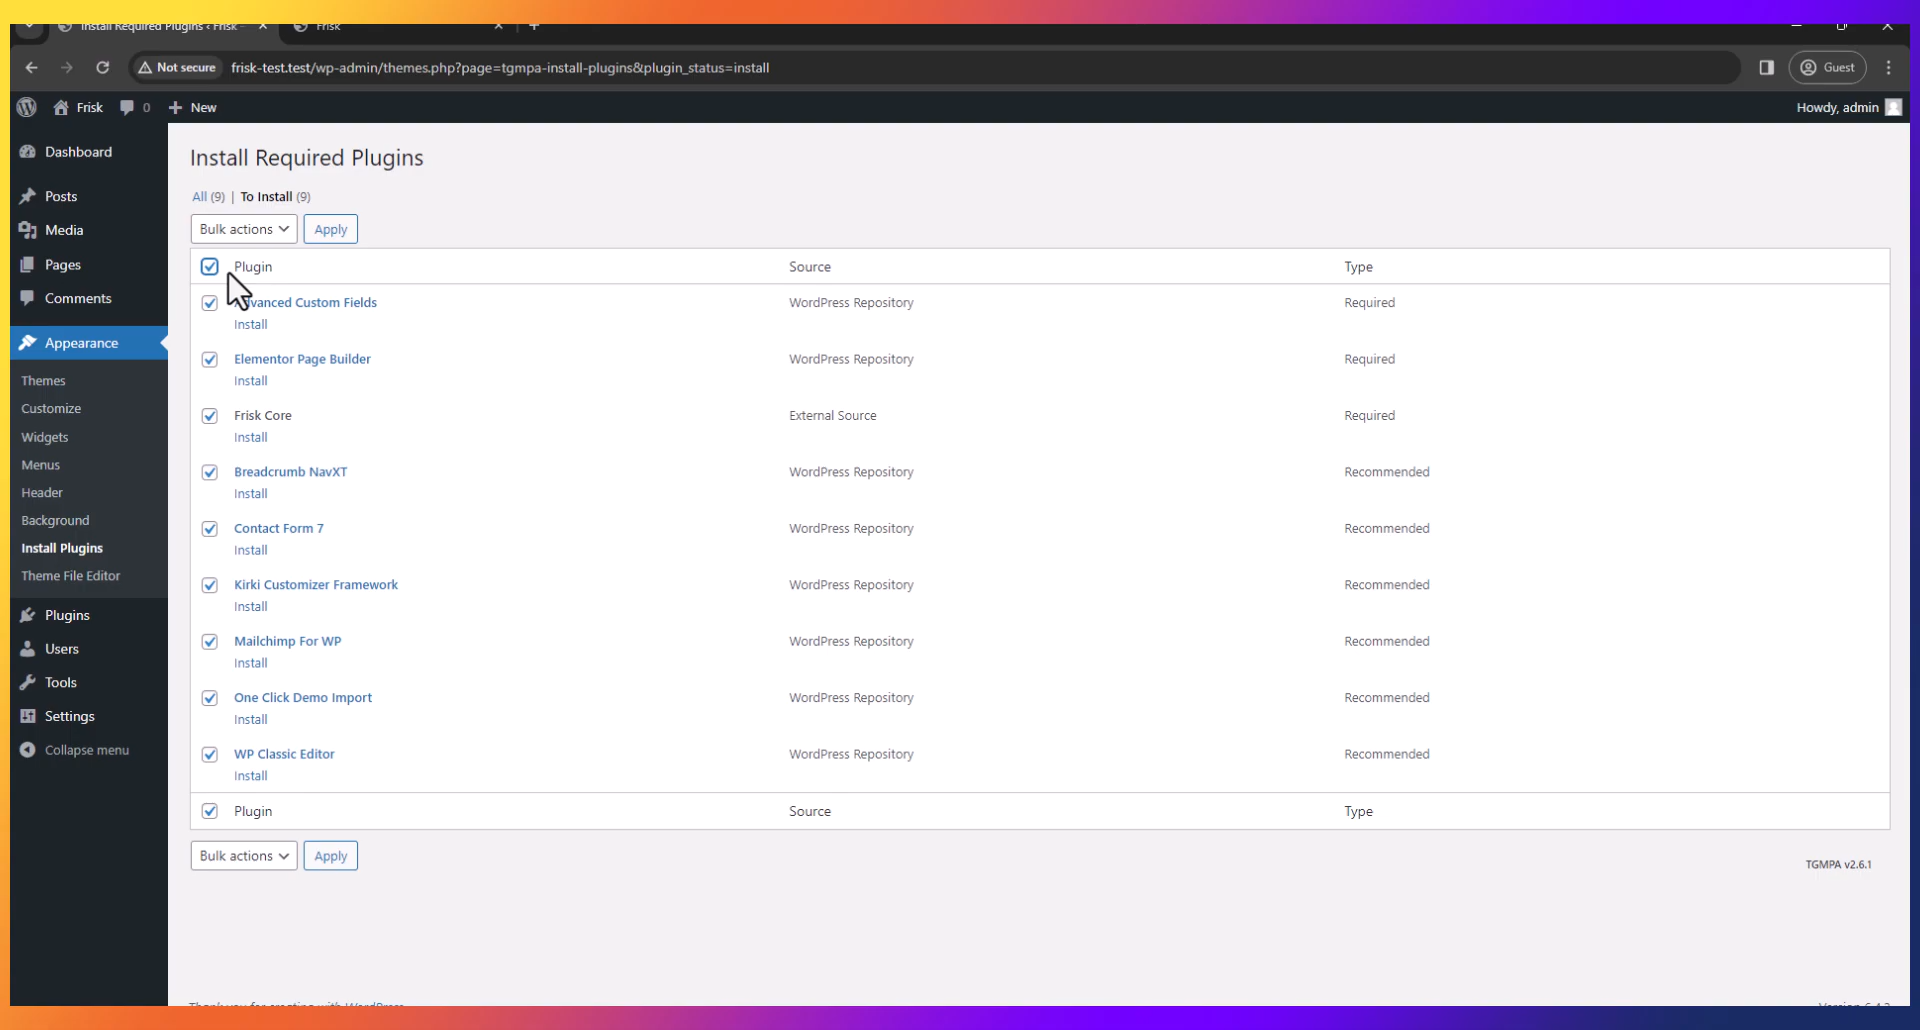 Install Required Plugins ‹ Frisk
Frisk
Not secure
frisk-test.test/wp-admin/themes.php?page=tgmpa-install-plugins&plugin_status=install
Guest
Frisk
0
New
Howdy, admin
Dashboard
Posts
Media
Pages
Comments
Appearance
Themes
Customize
Widgets
Menus
Header
Background
Install Plugins
Theme File Editor
Plugins
Users
Tools
Settings
Collapse menu
Install Required Plugins
All (9) | To Install (9)
Bulk actions Apply
Plugin Source Type
Advanced Custom Fields WordPress Repository Required
Install
Elementor Page Builder WordPress Repository Required
Install
Frisk Core External Source Required
Install
Breadcrumb NavXT WordPress Repository Recommended
Install
Contact Form 7 WordPress Repository Recommended
Install
Kirki Customizer Framework WordPress Repository Recommended
Install
Mailchimp For WP WordPress Repository Recommended
Install
One Click Demo Import WordPress Repository Recommended
Install
WP Classic Editor WordPress Repository Recommended
Install
Plugin Source Type
Bulk actions Apply
TGMPA v2.6.1
Thank you for creating with WordPress